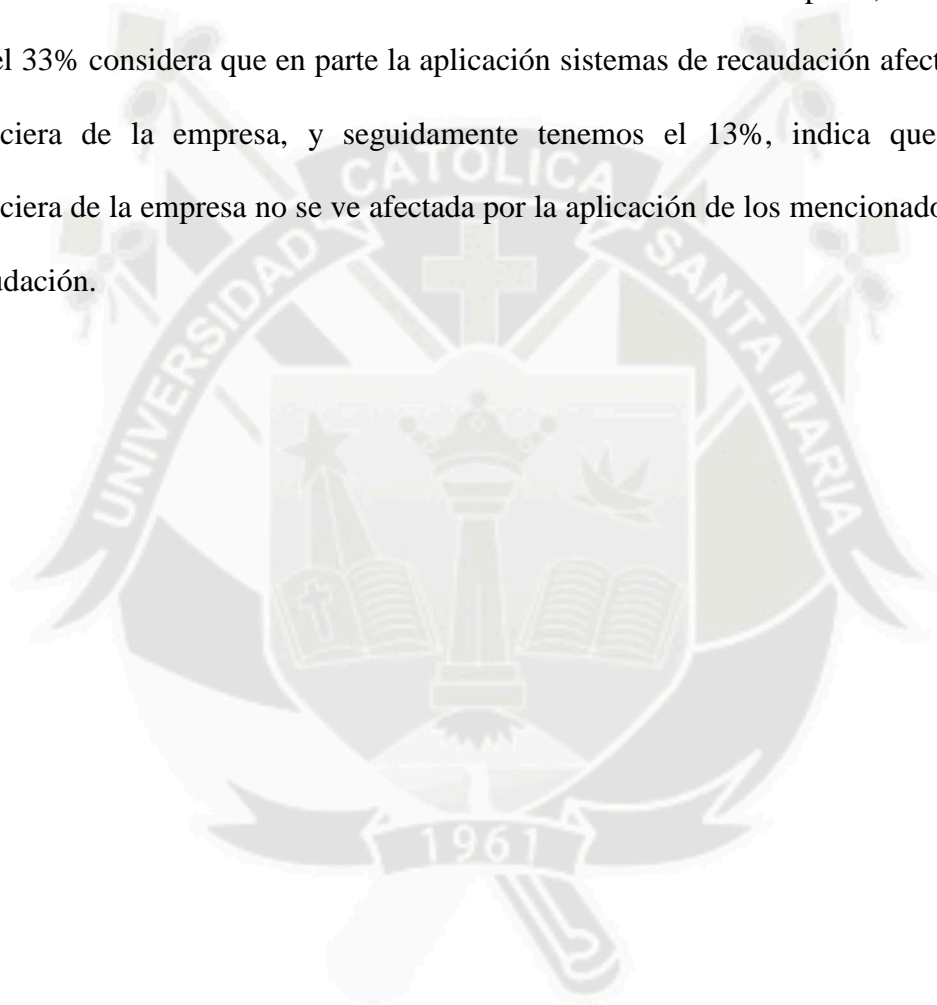 el 33% considera que en parte la aplicación sistemas de recaudación afect
ciera de la empresa, y seguidamente tenemos el 13%, indica que
ciera de la empresa no se ve afectada por la aplicación de los mencionado
udación.
UNIVERSIDAD CATOLICA SANTA MARIA
1961